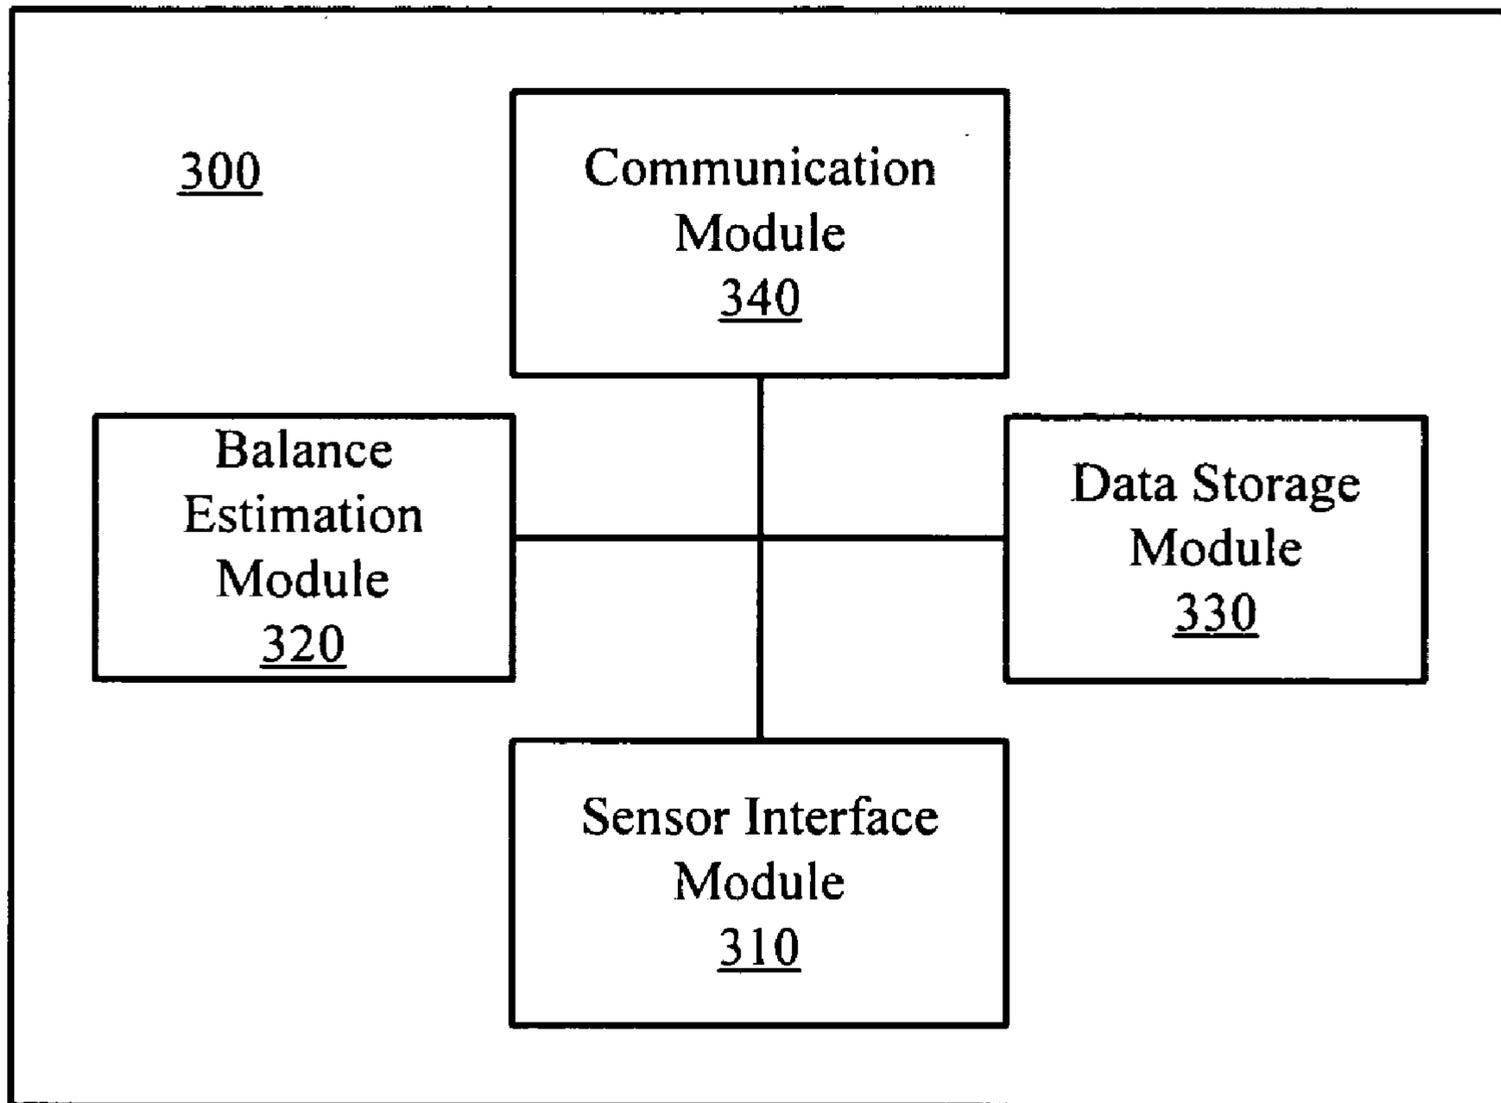 300
Communication
Module
340
Balance
Estimation
Module
320
Data Storage
Module
330
Sensor Interface
Module
310